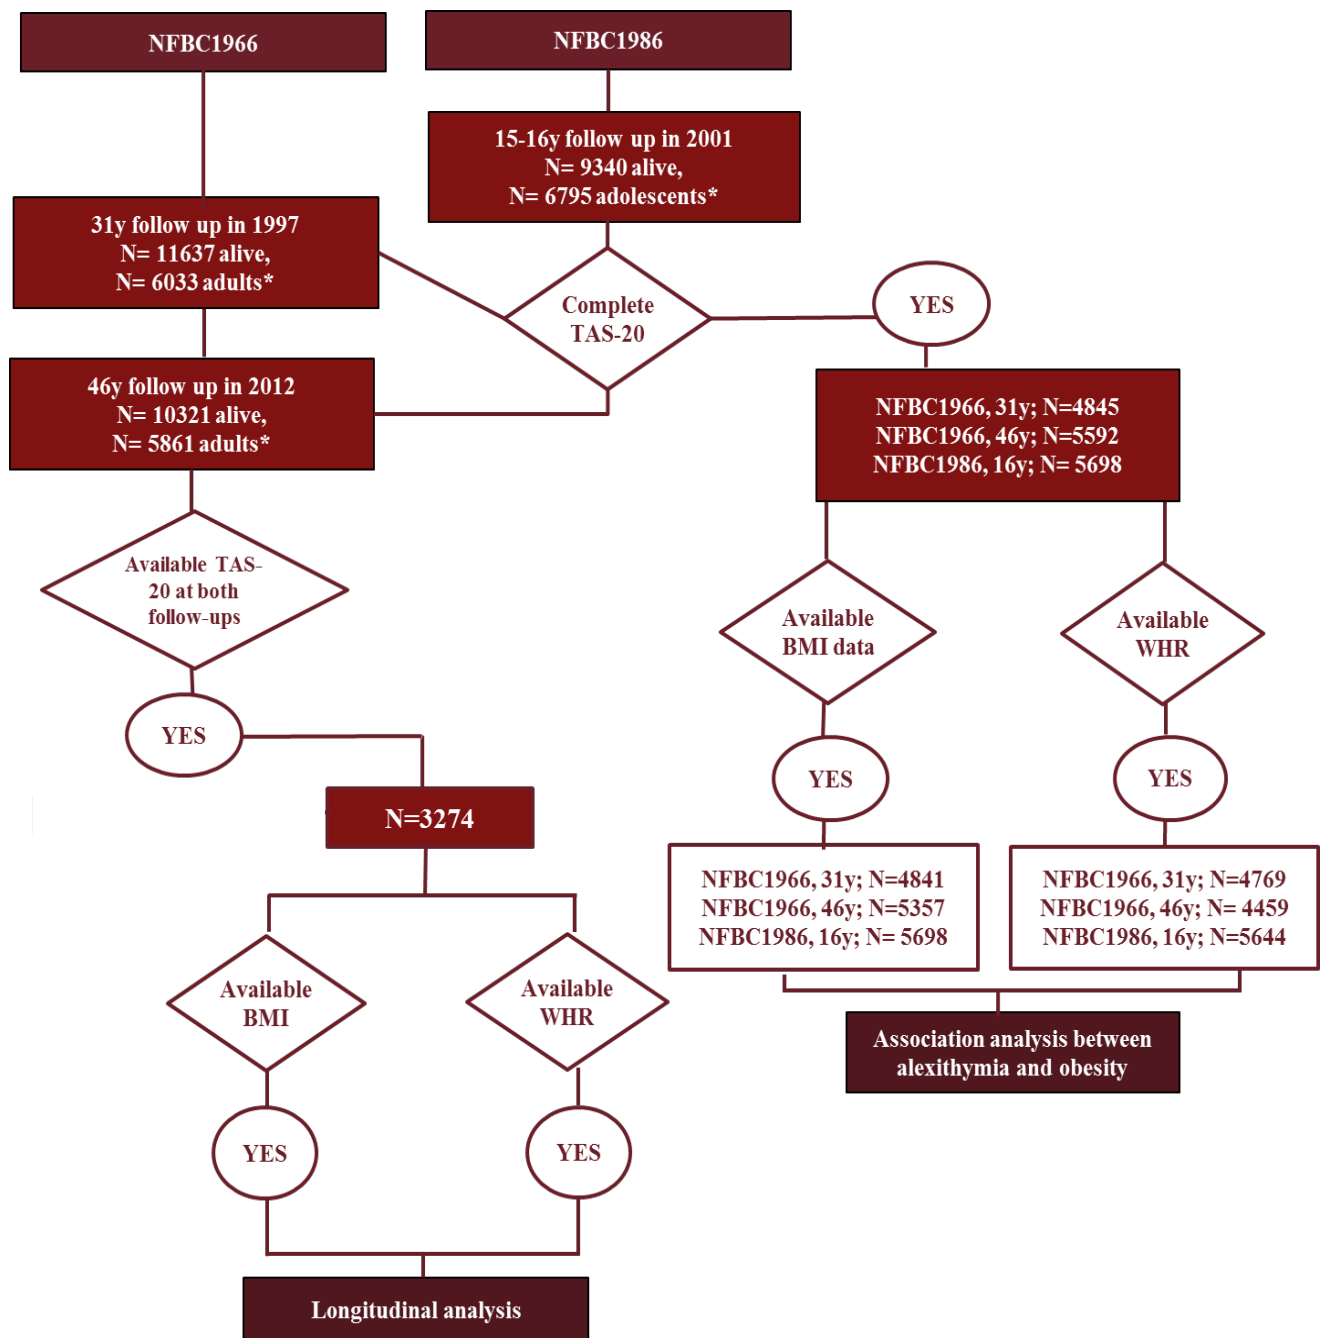 NFBC1966
NFBC1986
15-16y follow up in 2001
N= 9340 alive,
N= 6795 adolescents*
31y follow up in 1997
N= 11637 alive,
N= 6033 adults*
Complete
TAS-20
YES
46y follow up in 2012
N= 10321 alive,
N= 5861 adults*
NFBC1966, 31y; N=4845
NFBC1966, 46y; N=5592
NFBC1986, 16y; N= 5698
Available TAS-
20 at both
follow-ups
Available
BMI data
Available
WHR
YES
YES
YES
N=3274
NFBC1966, 31y; N=4841
NFBC1966, 46y; N=5357
NFBC1986, 16y; N= 5698
NFBC1966, 31y; N=4769
NFBC1966, 46y; N= 4459
NFBC1986, 16y; N=5644
Available
BMI
Available
WHR
Association analysis between
alexithymia and obesity
YES
YES
Longitudinal analysis